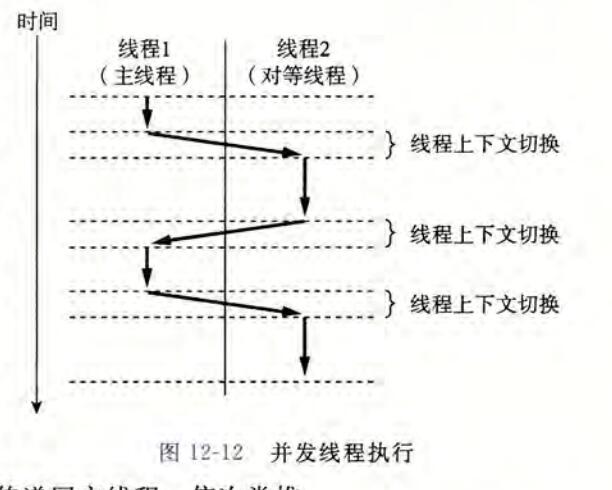 时间
线程1 线程2
（主线程） （对等线程）
线程上下文切换
线程上下文切换
线程上下文切换
图 12-12 并发线程执行